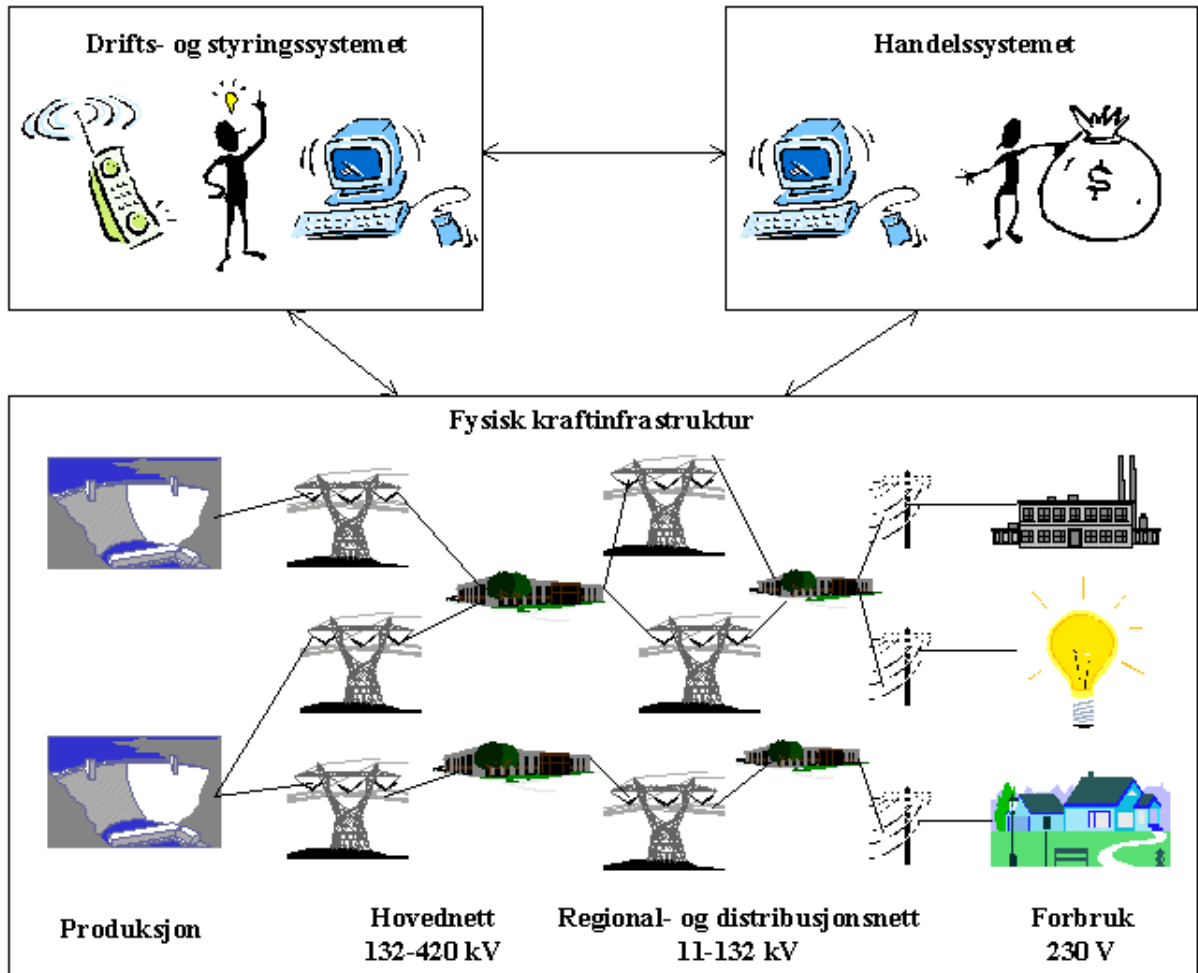 Drifts- og styringssystemet
Handelssystemet
$
Fysisk kraftinfrastruktur
Produksjon
Hovednett
132-420 kV
Regional- og distribusjonsnett
11-132 kV
Forbruk
230 V